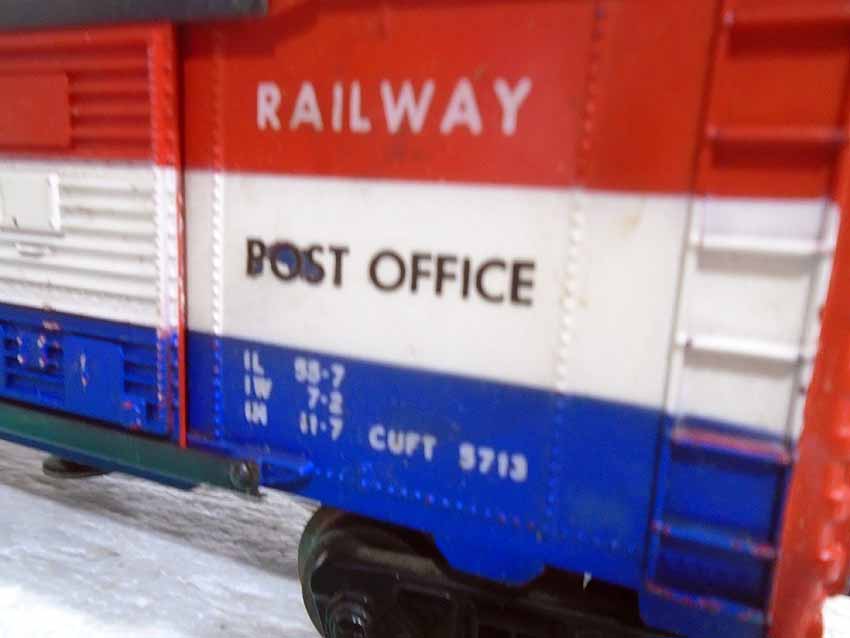 RAILWAY
POST OFFICE
IL 55-7
IW 7-2
IH 11-7 CUFT 5713